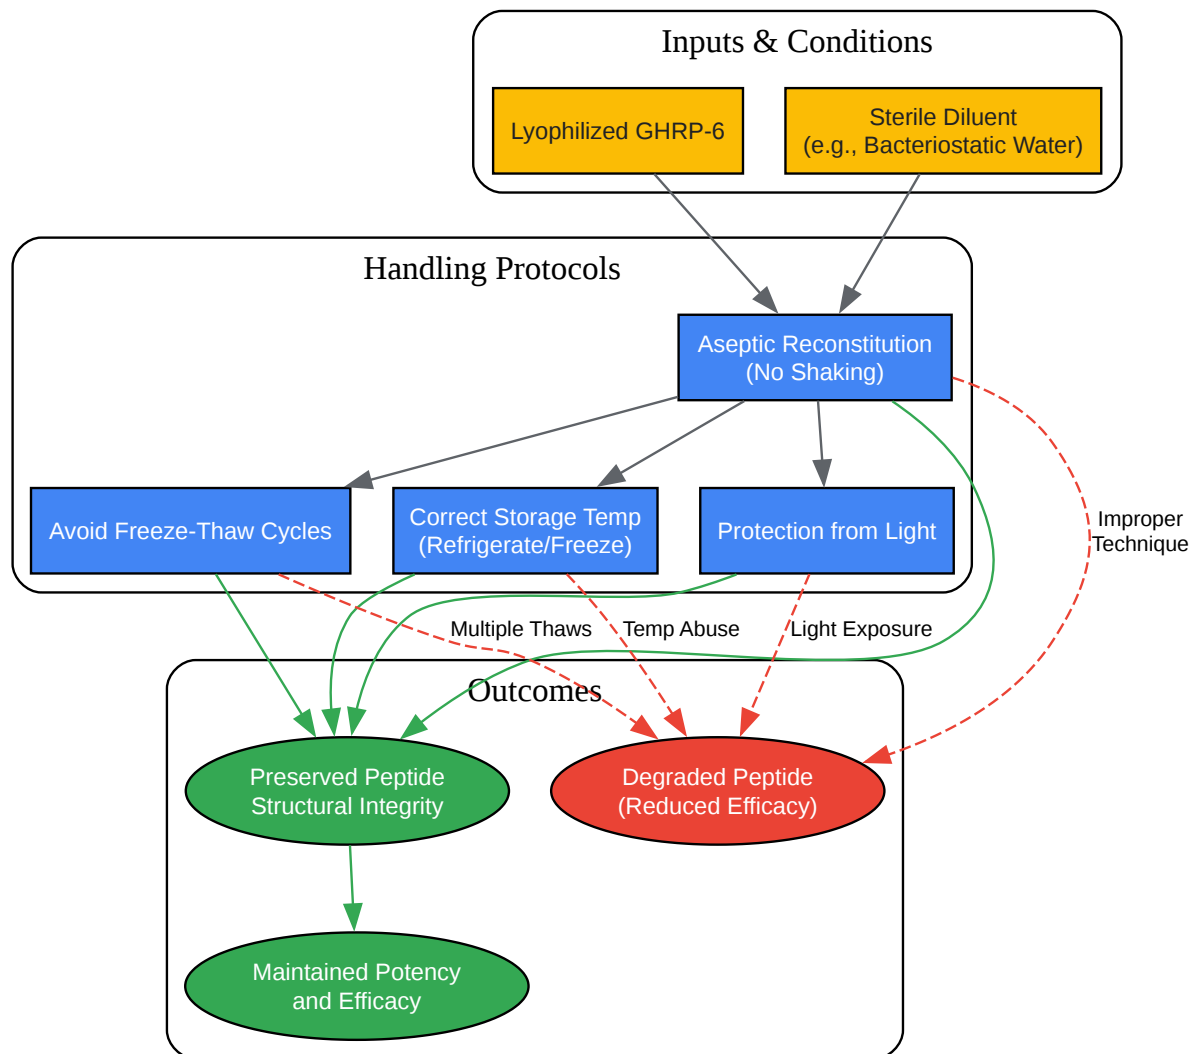 Inputs & Conditions
Lyophilized GHRP-6
Sterile Diluent
(e.g., Bacteriostatic Water)
Handling Protocols
Aseptic Reconstitution
(No Shaking)
Avoid Freeze-Thaw Cycles
Correct Storage Temp
(Refrigerate/Freeze)
Protection from Light
Improper
Technique
Multiple Thaws
Temp Abuse
Light Exposure
Outcomes
Preserved Peptide
Structural Integrity
Degraded Peptide
(Reduced Efficacy)
Maintained Potency
and Efficacy